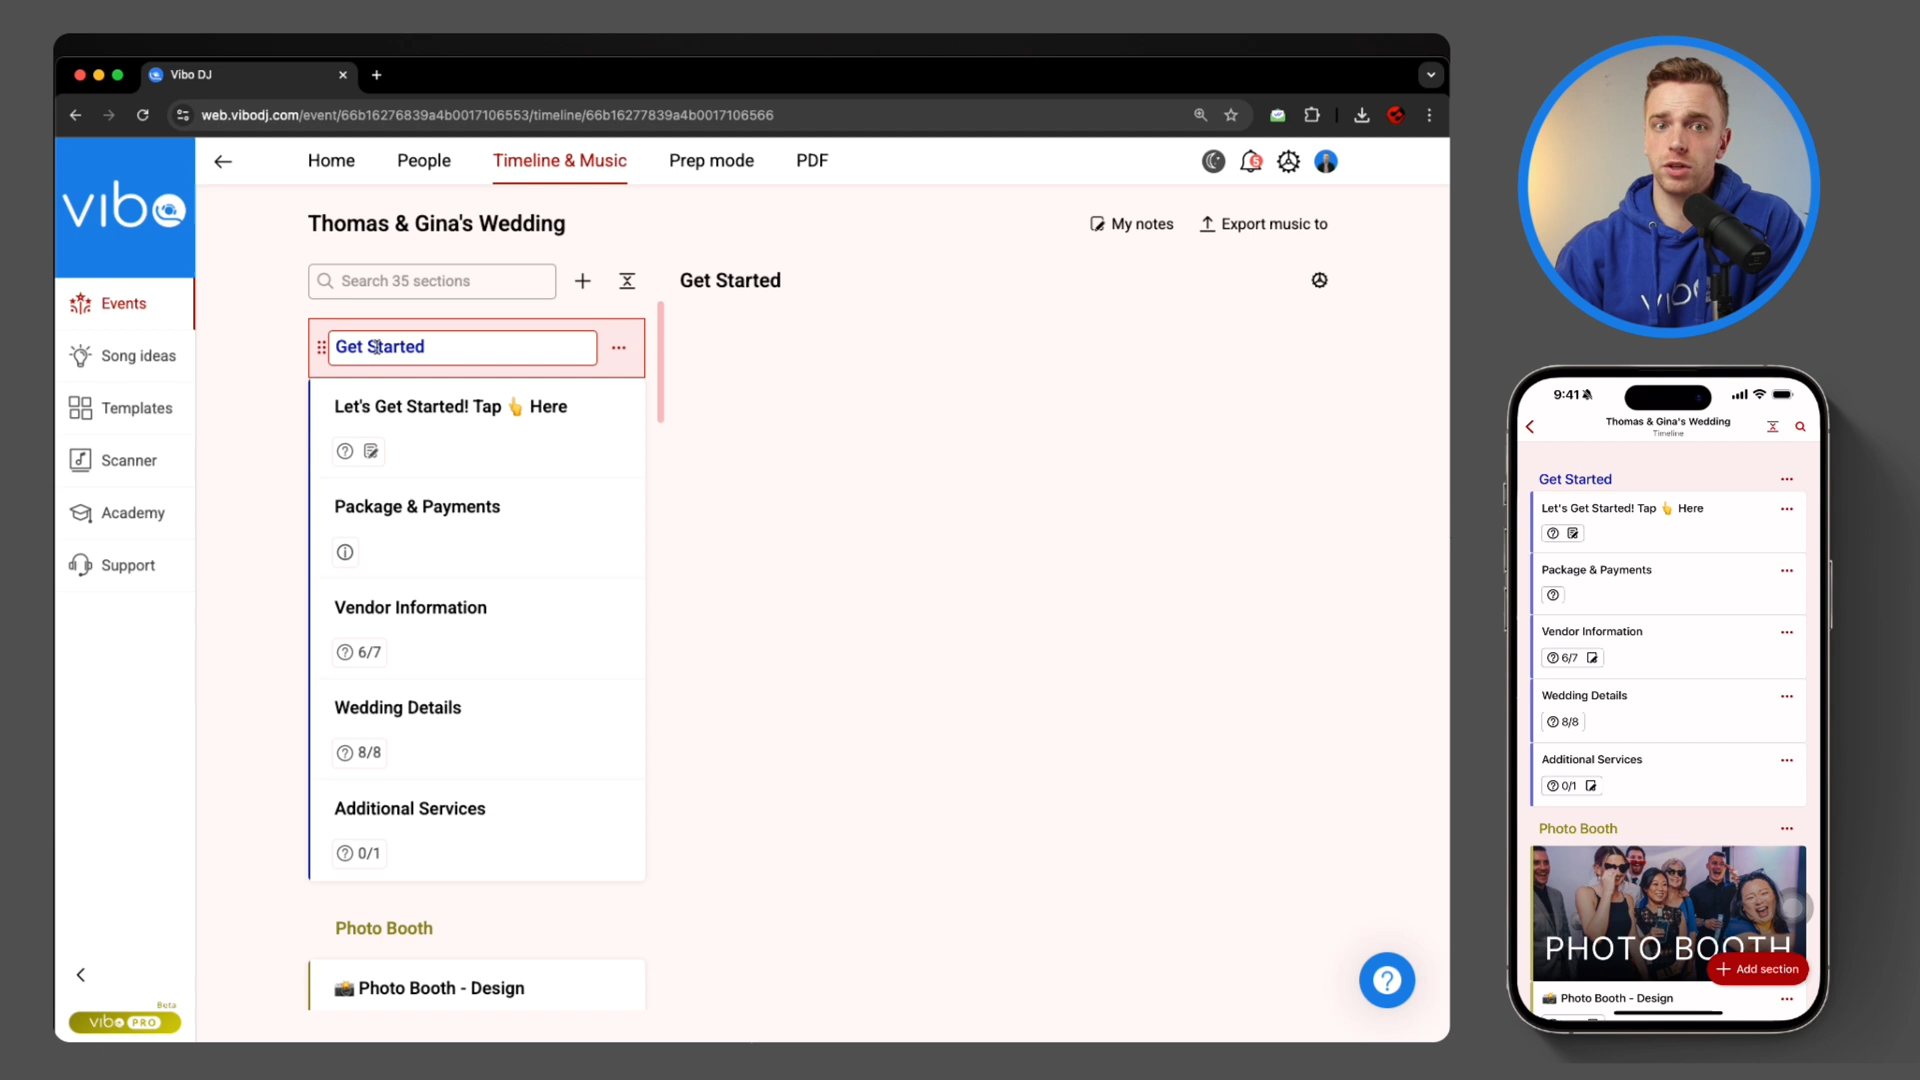 Vibo DJ
web.vibodj.com/event/66b16276839a4b0017106553/timeline/66b16277839a4b0017106566
vibo
Home People Timeline & Music Prep mode PDF
5
Thomas & Gina's Wedding
My notes Export music to
Search 35 sections
Get Started
Events
Song ideas
Templates
Scanner
Academy
Support
Beta
vibo PRO
Get Started
Let's Get Started! Tap 👆 Here
Package & Payments
Vendor Information
6/7
Wedding Details
8/8
Additional Services
0/1
Photo Booth
📸 Photo Booth - Design
VIBO
9:41
Thomas & Gina's Wedding
Timeline
Get Started
Let's Get Started! Tap 👆 Here
Package & Payments
Vendor Information
6/7
Wedding Details
8/8
Additional Services
0/1
Photo Booth
PHOTO BOOTH
+ Add section
📸 Photo Booth - Design